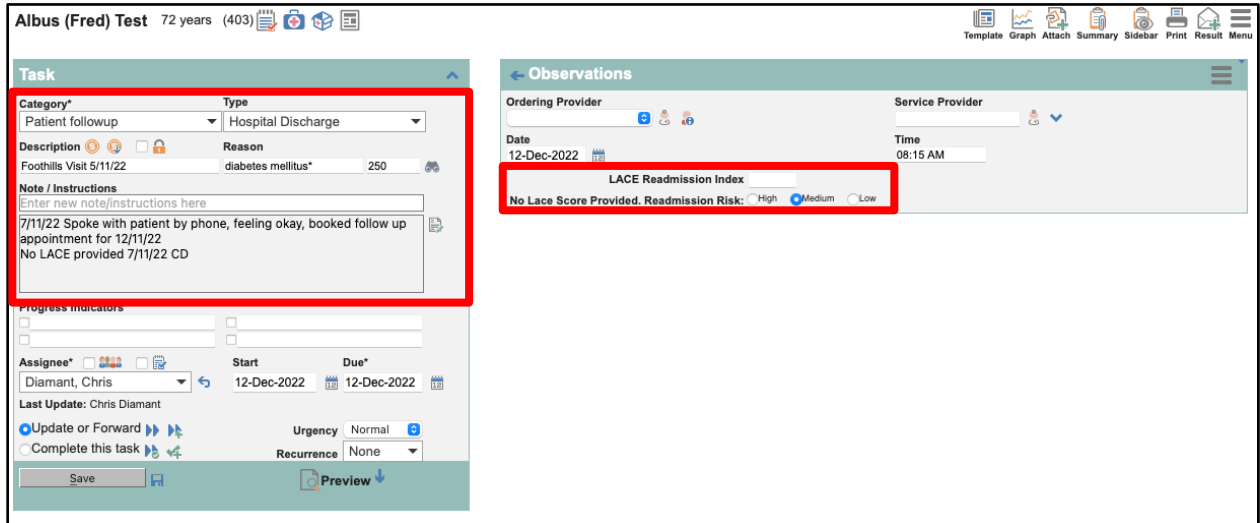 Albus (Fred) Test 72 years (403)
Template Graph Attach Summary Sidebar Print Result Menu
Task
Category* Type
Patient followup Hospital Discharge
Description Reason
Foothills Visit 5/11/22 diabetes mellitus* 250
Note / Instructions
Enter new note/instructions here
7/11/22 Spoke with patient by phone, feeling okay, booked follow up
appointment for 12/11/22
No LACE provided 7/11/22 CD
Progress Indicators
Assignee* Start Due*
Diamant, Chris 12-Dec-2022 12-Dec-2022
Last Update: Chris Diamant
Update or Forward Urgency Normal
Complete this task Recurrence None
Save Preview
Observations
Ordering Provider Service Provider
Date Time
12-Dec-2022 08:15 AM
LACE Readmission Index
No Lace Score Provided. Readmission Risk: High Medium Low